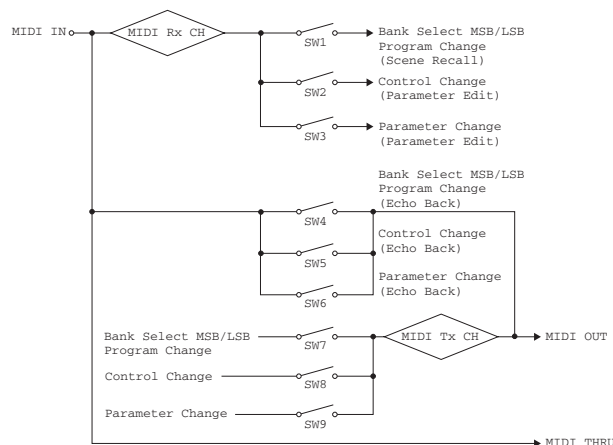 MIDI IN
MIDI Rx CH
SW1
Bank Select MSB/LSB
Program Change
(Scene Recall)
SW2
Control Change
(Parameter Edit)
SW3
Parameter Change
(Parameter Edit)
Bank Select MSB/LSB
Program Change
(Echo Back)
SW4
Control Change
(Echo Back)
SW5
Parameter Change
(Echo Back)
SW6
Bank Select MSB/LSB
Program Change
SW7
MIDI Tx CH
MIDI OUT
Control Change
SW8
Parameter Change
SW9
MIDI THRU